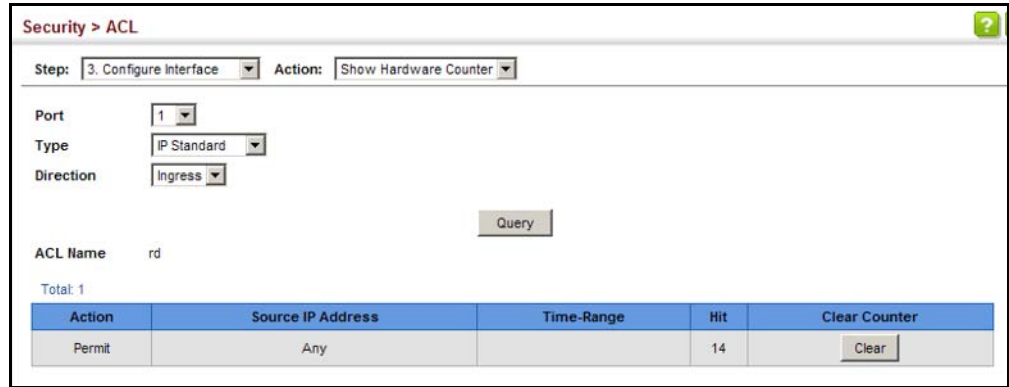 Security > ACL
?
Step: 3. Configure Interface Action: Show Hardware Counter
Port 1
Type IP Standard
Direction Ingress
Query
ACL Name rd
Total: 1
Action Source IP Address Time-Range Hit Clear Counter
Permit Any 14 Clear